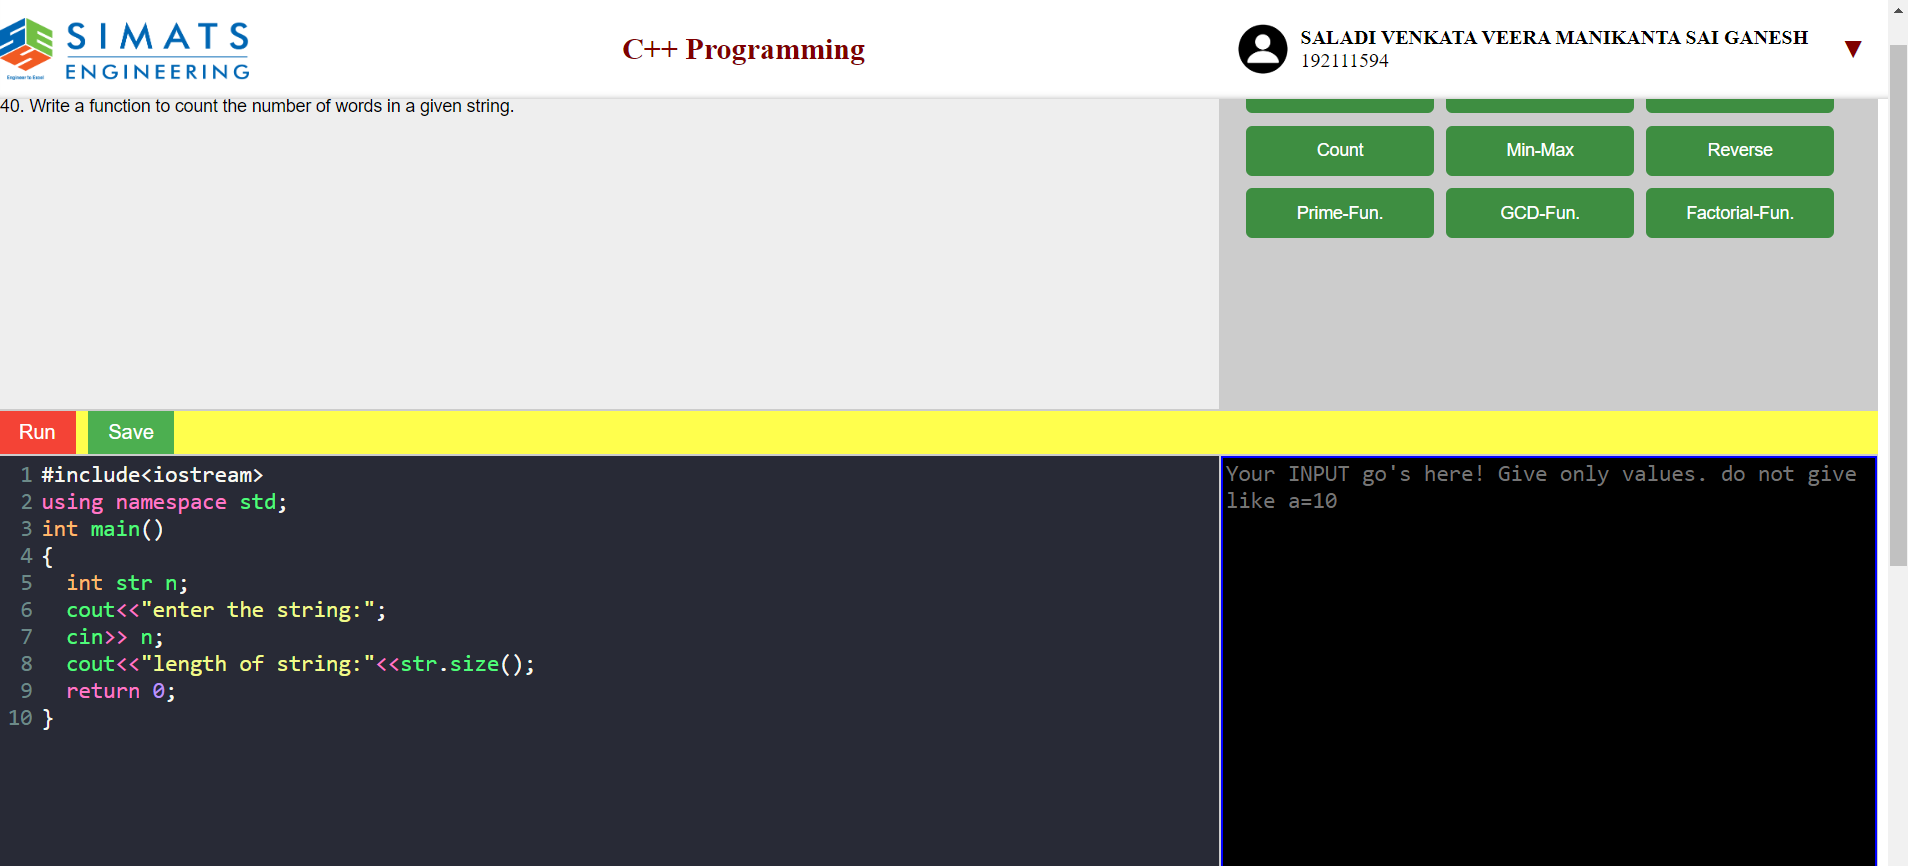 SIMATS
ENGINEERING
Engineer to Excel
C++ Programming
SALADI VENKATA VEERA MANIKANTA SAI GANESH
192111594
▼
40. Write a function to count the number of words in a given string.
Count
Min-Max
Reverse
Prime-Fun.
GCD-Fun.
Factorial-Fun.
Run
Save
1 #include<iostream>
2 using namespace std;
3 int main()
4 {
5   int str n;
6   cout<<"enter the string:";
7   cin>> n;
8   cout<<"length of string:"<<str.size();
9   return 0;
10 }
Your INPUT go's here! Give only values. do not give
like a=10